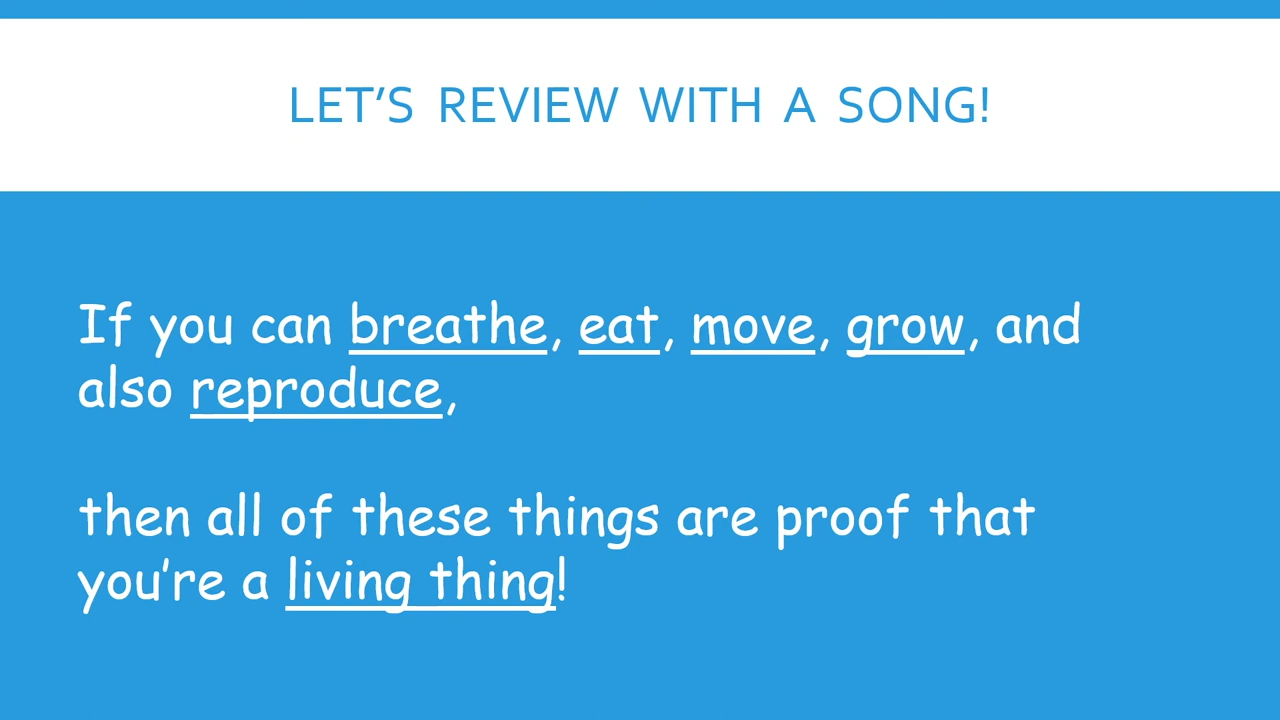 LET’S REVIEW WITH A SONG!
If you can breathe, eat, move, grow, and
also reproduce,
then all of these things are proof that
you’re a living thing!